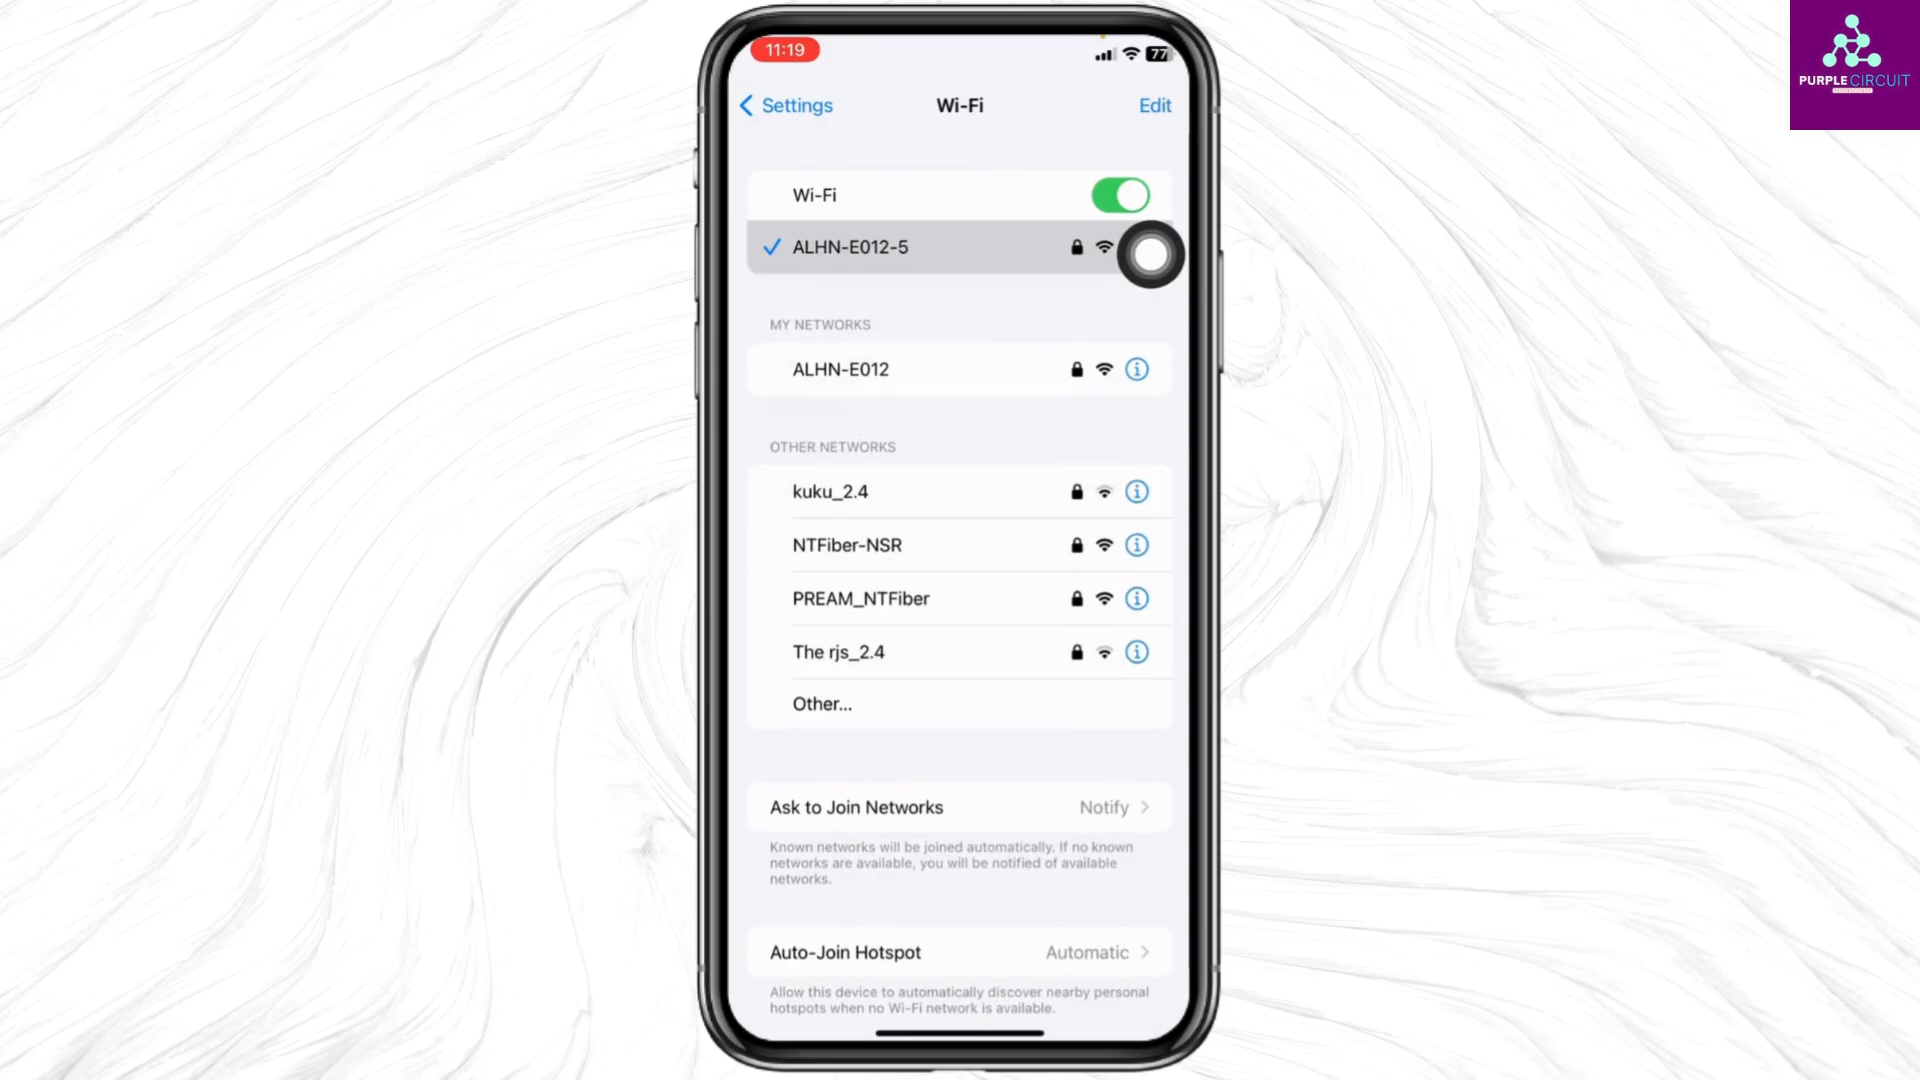 11:19
77
PURPLE CIRCUIT
Settings
Wi-Fi
Edit
Wi-Fi
ALHN-E012-5
MY NETWORKS
ALHN-E012
OTHER NETWORKS
kuku_2.4
NTFiber-NSR
PREAM_NTFiber
The rjs_2.4
Other...
Ask to Join Networks
Notify
Known networks will be joined automatically. If no known
networks are available, you will be notified of available
networks.
Auto-Join Hotspot
Automatic
Allow this device to automatically discover nearby personal
hotspots when no Wi-Fi network is available.